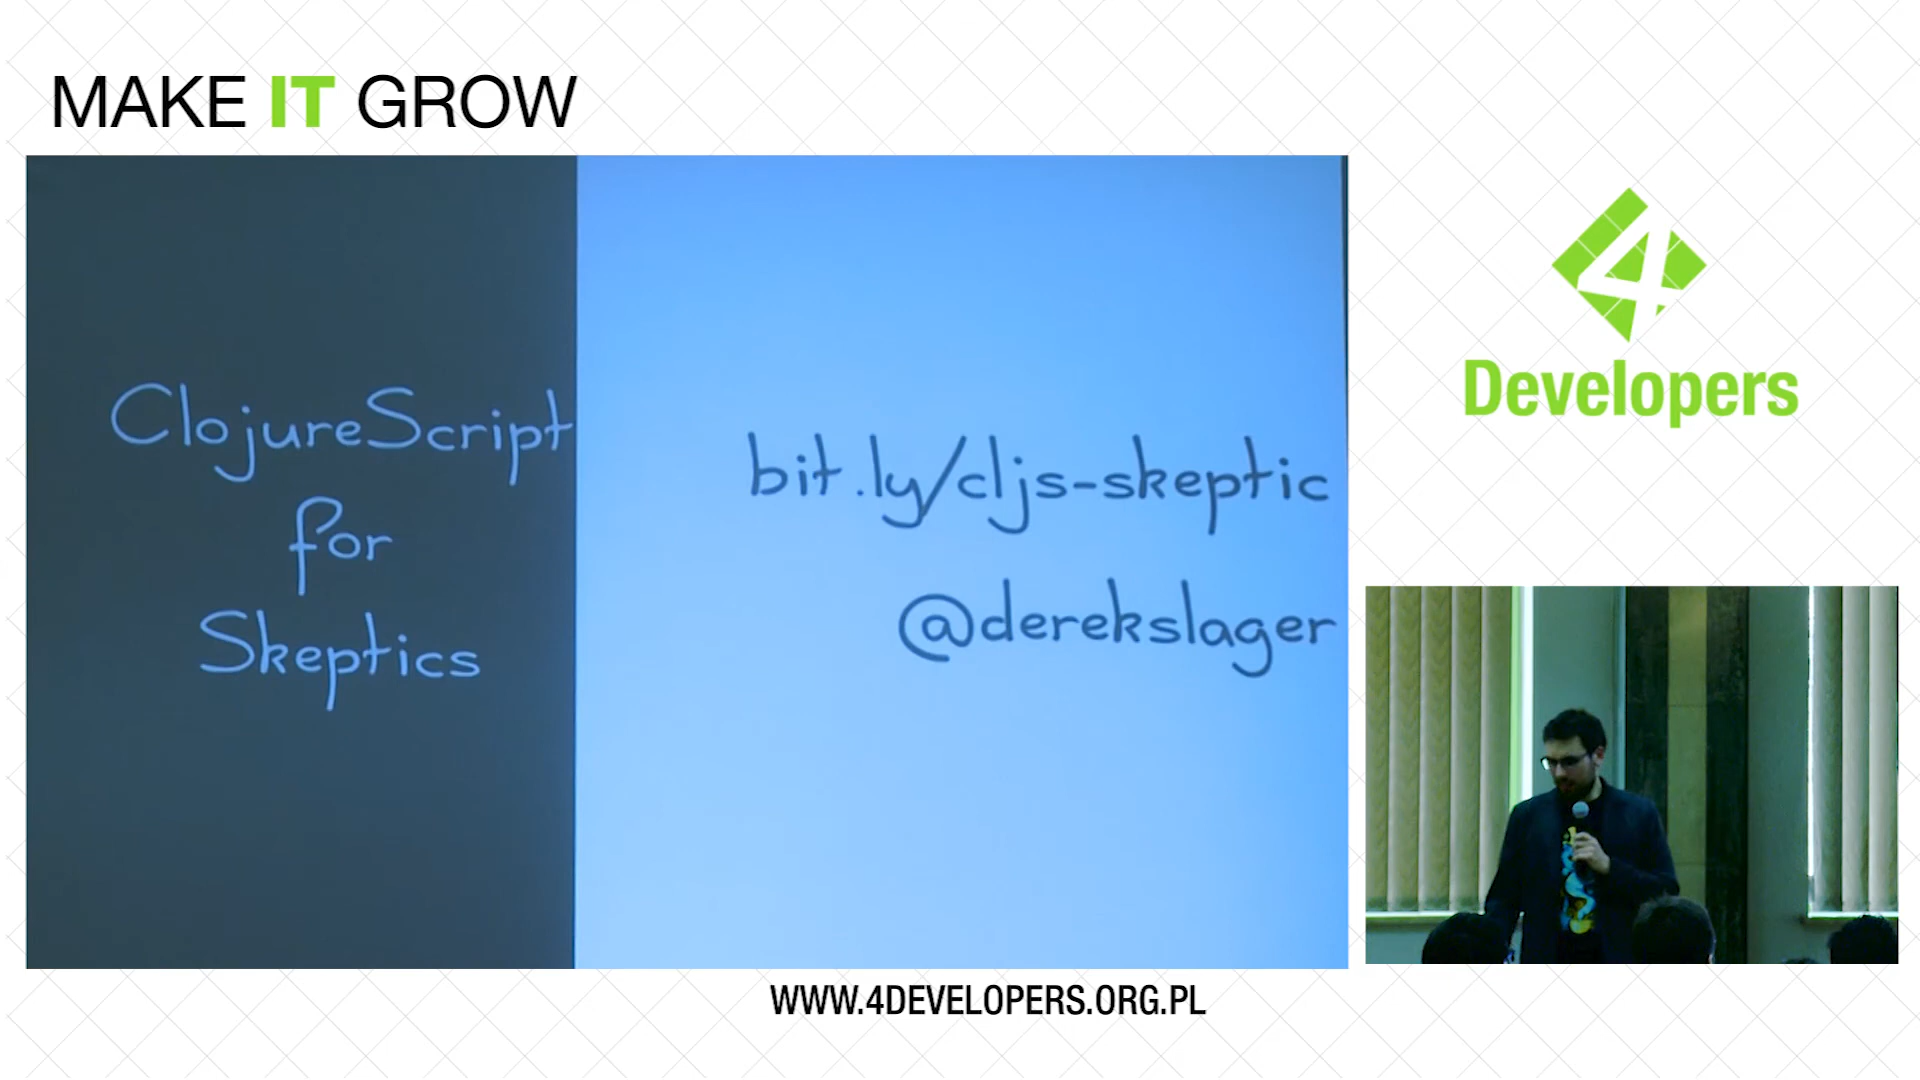 MAKE IT GROW
ClojureScript
for
Skeptics
bit.ly/cljs-skeptic
@derekslager
4
Developers
WWW.4DEVELOPERS.ORG.PL